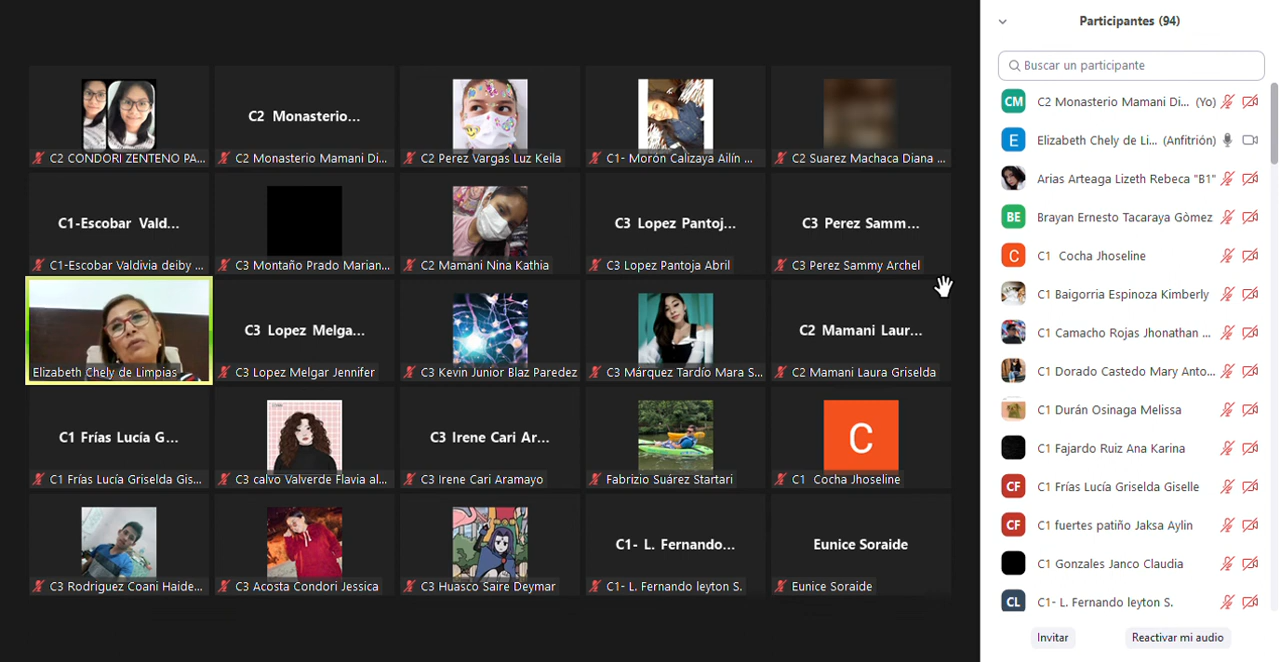 C2 CONDORI ZENTENO PA...
C2 Monasterio...
C2 Monasterio Mamani Di...
C2 Perez Vargas Luz Keila
C1- Morón Calizaya Ailín ...
C2 Suarez Machaca Diana ...
C1-Escobar Vald...
C1-Escobar Valdivia deiby ...
C3 Montaño Prado Marian...
C2 Mamani Nina Kathia
C3 Lopez Pantoj...
C3 Lopez Pantoja Abril
C3 Perez Samm...
C3 Perez Sammy Archel
Elizabeth Chely de Limpias
C3 Lopez Melga...
C3 Lopez Melgar Jennifer
C3 Kevin Junior Blaz Paredez
C3 Márquez Tardío Mara S...
C2 Mamani Laur...
C2 Mamani Laura Griselda
C1 Frías Lucía G...
C1 Frías Lucía Griselda Gis...
C3 calvo Valverde Flavia al...
C3 Irene Cari Ar...
C3 Irene Cari Aramayo
Fabrizio Suárez Startari
C
C1 Cocha Jhoseline
C3 Rodriguez Coani Haide...
C3 Acosta Condori Jessica
C3 Huasco Saire Deymar
C1- L. Fernando...
C1- L. Fernando leyton S.
Eunice Soraide
Eunice Soraide
Participantes (94)
Buscar un participante
CM C2 Monasterio Mamani Di... (Yo)
E Elizabeth Chely de Li... (Anfitrión)
Arias Arteaga Lizeth Rebeca "B1"
BE Brayan Ernesto Tacaraya Gòmez
C C1 Cocha Jhoseline
C1 Baigorria Espinoza Kimberly
C1 Camacho Rojas Jhonathan ...
C1 Dorado Castedo Mary Anto...
C1 Durán Osinaga Melissa
C1 Fajardo Ruiz Ana Karina
CF C1 Frías Lucía Griselda Giselle
CF C1 fuertes patiño Jaksa Aylin
C1 Gonzales Janco Claudia
CL C1- L. Fernando leyton S.
Invitar
Reactivar mi audio